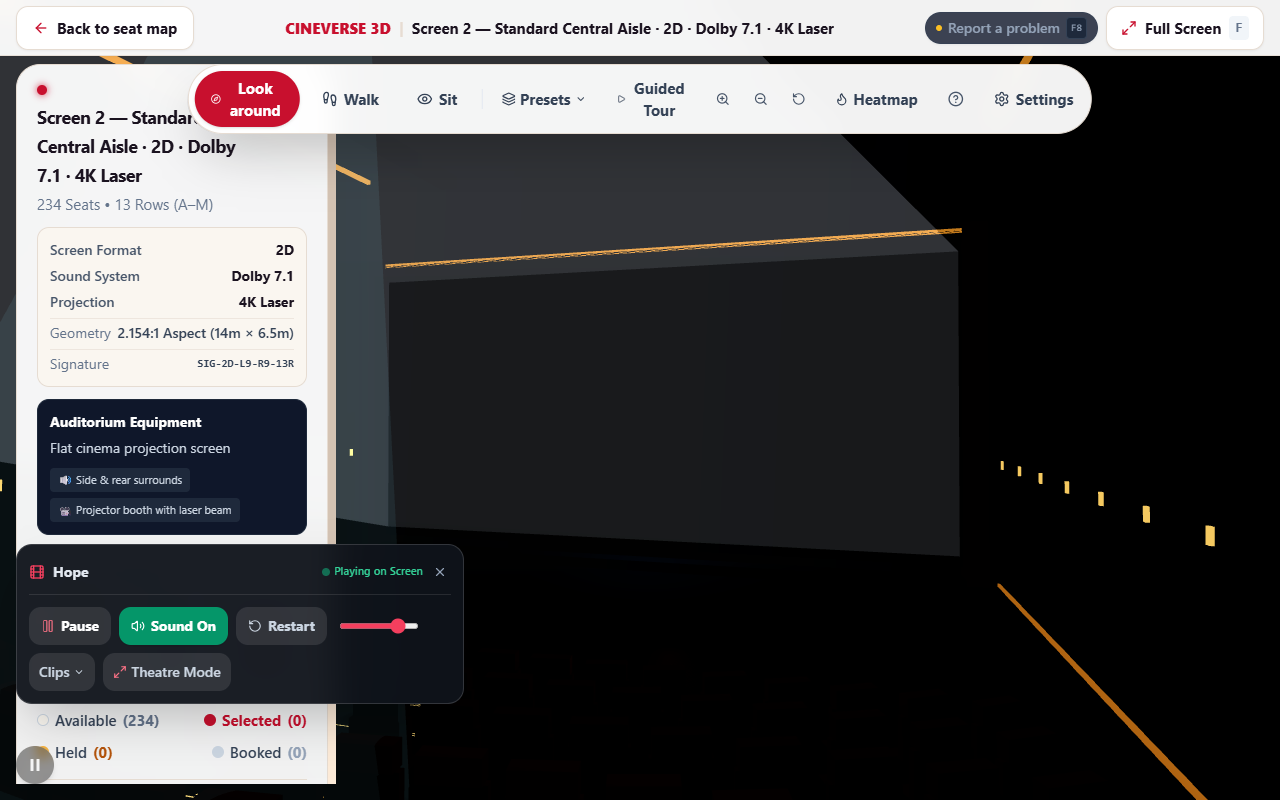 Back to seat map
CINEVERSE 3D | Screen 2 — Standard Central Aisle · 2D · Dolby 7.1 · 4K Laser
Report a problem F8
Full Screen F
Look around
Walk
Sit
Presets
Guided Tour
Heatmap
Settings
Screen 2 — Standar
Central Aisle · 2D · Dolby
7.1 · 4K Laser
234 Seats • 13 Rows (A–M)
Screen Format 2D
Sound System Dolby 7.1
Projection 4K Laser
Geometry 2.154:1 Aspect (14m × 6.5m)
Signature SIG-2D-L9-R9-13R
Auditorium Equipment
Flat cinema projection screen
Side & rear surrounds
Projector booth with laser beam
Hope
Playing on Screen
Pause
Sound On
Restart
Clips
Theatre Mode
Available (234)
Selected (0)
Held (0)
Booked (0)